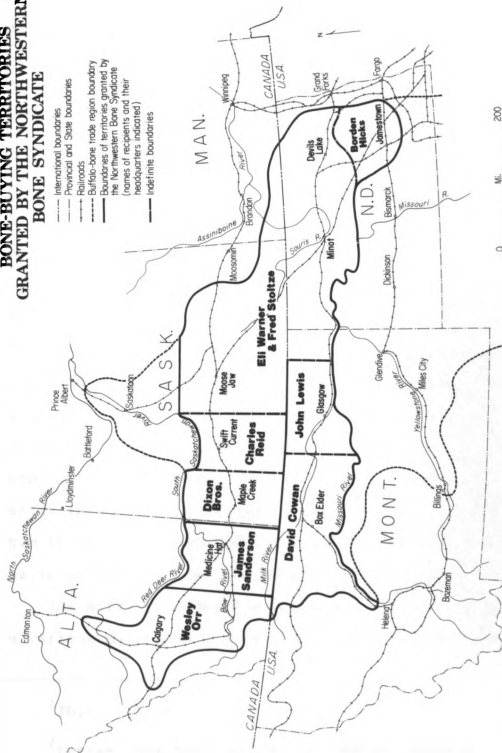 BONE-BUYING TERRITORIES
GRANTED BY THE NORTHWESTERN
BONE SYNDICATE
International boundaries
Provincial and State boundaries
Railroads
Buffalo-bone trade region boundary
Boundaries of territories granted by
the Northwestern Bone Syndicate
(names of recipients and their
headquarters indicated)
Indefinite boundaries
N
ALTA.
SASK.
MAN.
MONT.
N.D.
CANADA
U.S.A.
CANADA
U.S.A.
Edmonton
North
Saskatchewan River
Lloydminster
Battleford
Prince
Albert
Saskatoon
River
South
Saskatchewan
Red Deer River
Calgary
Wesley
Orr
Medicine
Hat
Bow River
James
Sanderson
Milk River
Dixon
Bros.
Maple
Creek
Swift
Current
Charles
Reid
Moose
Jaw
Eli Warner
& Fred Stoltze
Moosomin
Assiniboine
River
Brandon
Winnipeg
Souris R.
David Cowan
Box Elder
Missouri River
John Lewis
Glasgow
Minot
Devils
Lake
Grand
Forks
Borden
Hicks
Jamestown
Fargo
Bismarck
Missouri R.
Dickinson
Glendive
Miles City
Yellowstone
River
Billings
Bozeman
Helena
0
Mi.
200